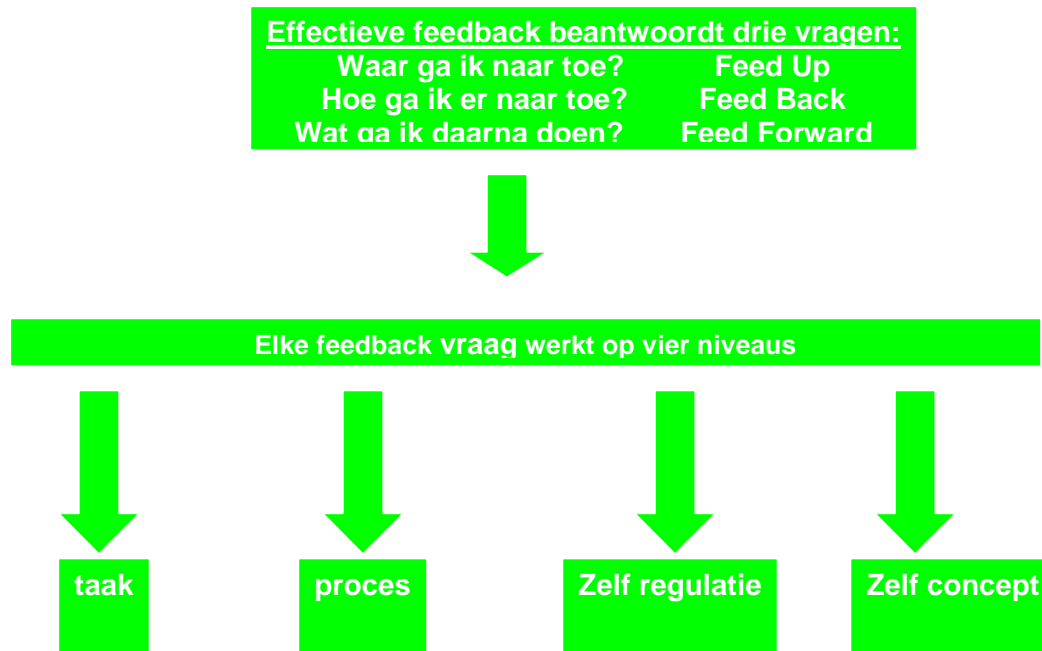 Effectieve feedback beantwoordt drie vragen:
Waar ga ik naar toe? Feed Up
Hoe ga ik er naar toe? Feed Back
Wat ga ik daarna doen? Feed Forward
Elke feedback vraag werkt op vier niveaus
taak proces Zelf regulatie Zelf concept